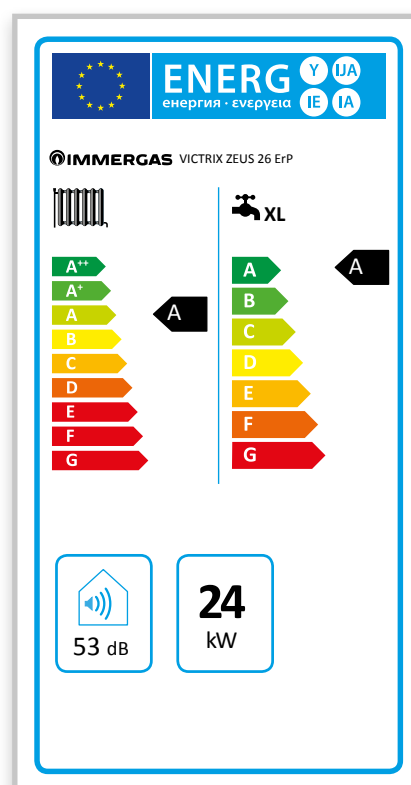 ENERG Y IJA
енергия · ενεργεια IE IA
IMMERGAS VICTRIX ZEUS 26 ErP
XL
A++
A+
A
B
C
D
E
F
G
A
A
B
C
D
E
F
G
A
53 dB
24
kW